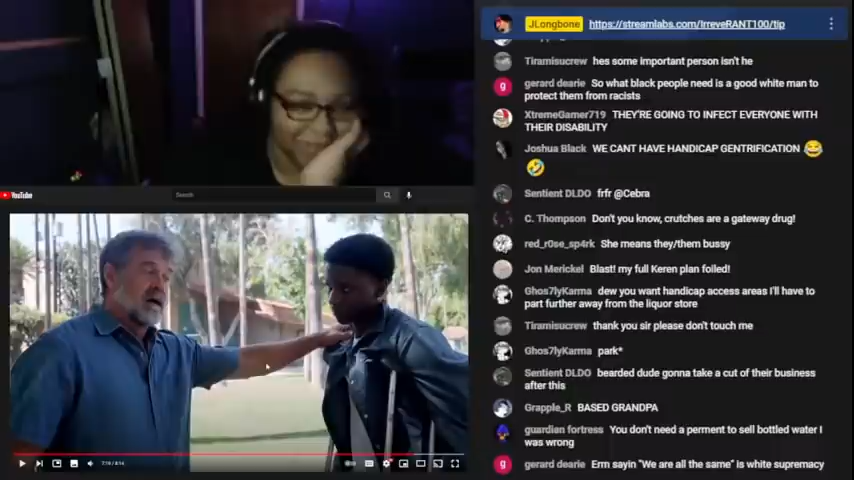 JLongbone https://streamlabs.com/IrreveRANT100/tip
Tiramisucrew hes some important person isn't he
g gerard dearie So what black people need is a good white man to
protect them from racists
XtremeGamer719 THEY'RE GOING TO INFECT EVERYONE WITH
THEIR DISABILITY
Joshua Black WE CANT HAVE HANDICAP GENTRIFICATION 😂
🤣
Sentient DLDO frfr @Cebra
C. Thompson Don't you know, crutches are a gateway drug!
red_r0se_sp4rk She means they/them bussy
Jon Merickel Blast! my full Keren plan foiled!
Ghos7lyKarma dew you want handicap access areas I'll have to
part further away from the liquor store
Tiramisucrew thank you sir please don't touch me
Ghos7lyKarma park*
Sentient DLDO bearded dude gonna take a cut of their business
after this
Grapple_R BASED GRANDPA
guardian fortress You don't need a perment to sell bottled water I
was wrong
g gerard dearie Erm sayin "We are all the same" is white supremacy
YouTube
Search